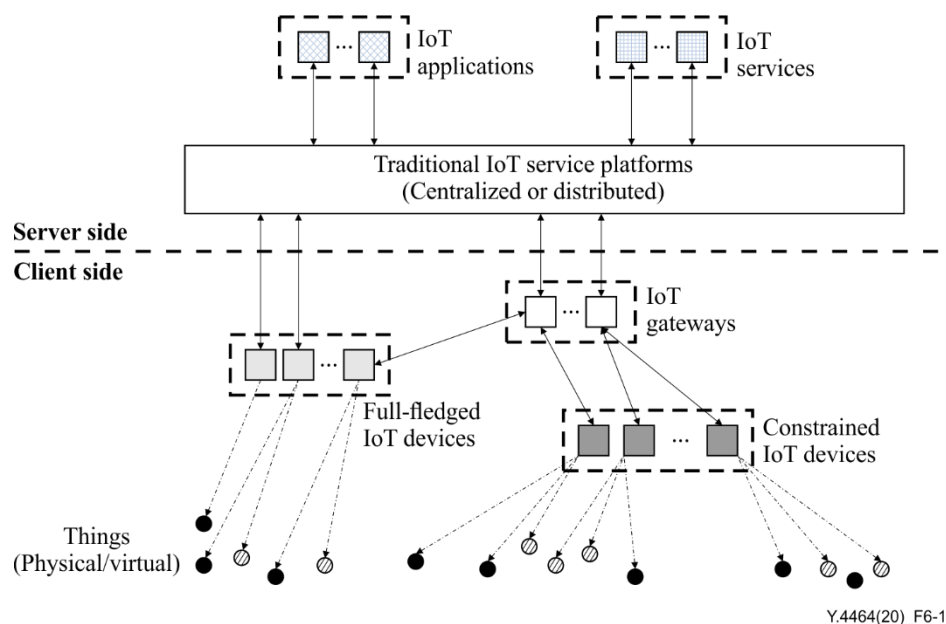 IoT
applications
IoT
services
Traditional IoT service platforms
(Centralized or distributed)
Server side
Client side
IoT
gateways
Full-fledged
IoT devices
Constrained
IoT devices
Things
(Physical/virtual)
Y.4464(20)_F6-1